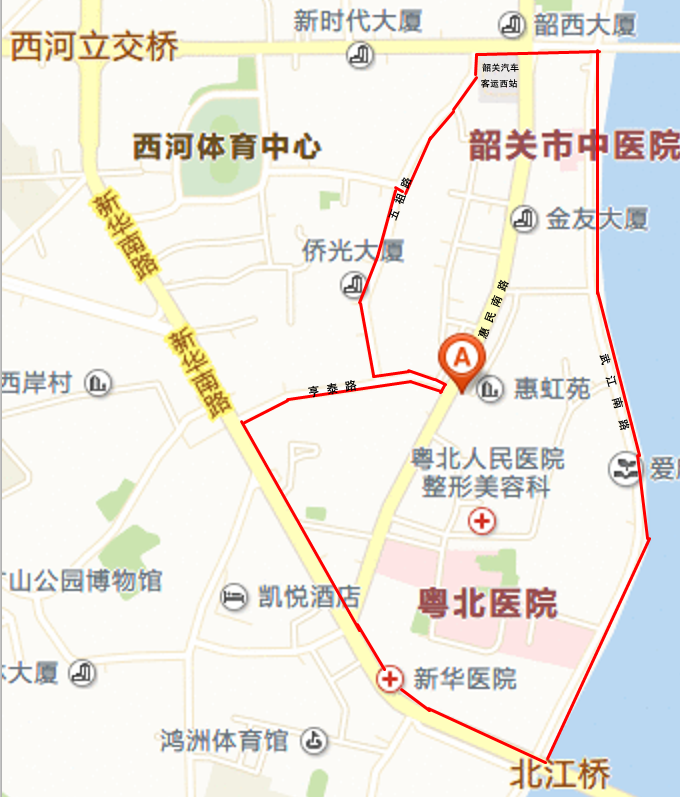 新时代大厦
韶西大厦
西河立交桥
韶关汽车
客运西站
西河体育中心
韶关市中医院
五祖路
新华南路
金友大厦
侨光大厦
惠民南路
新华南路
A
武江南路
西岸村
亨泰路
惠虹苑
粤北人民医院
整形美容科
爱
山公园博物馆
凯悦酒店
粤北医院
大厦
新华医院
鸿洲体育馆
北江桥